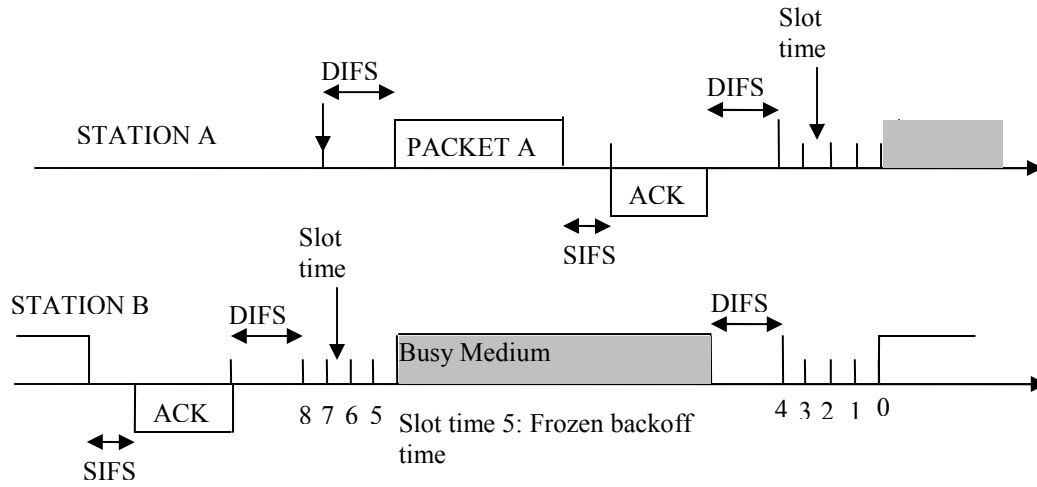 Slot
time
DIFS
DIFS
STATION A
PACKET A
ACK
SIFS
Slot
time
STATION B
DIFS
DIFS
Busy Medium
ACK
8 7 6 5
4 3 2 1 0
Slot time 5: Frozen backoff
time
SIFS